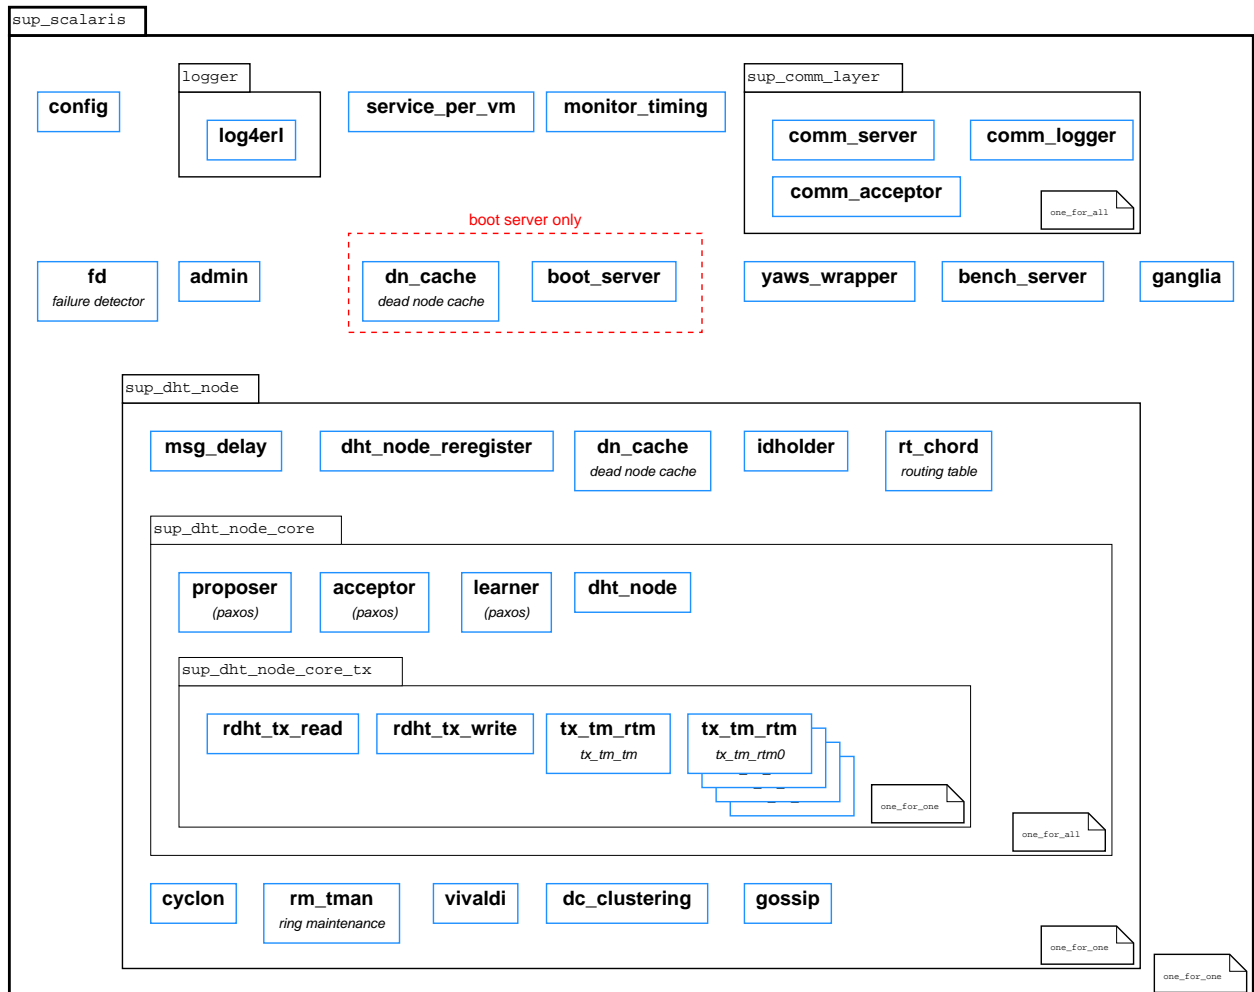 sup_scalaris
logger
sup_comm_layer
config
service_per_vm
monitor_timing
log4erl
comm_server
comm_logger
comm_acceptor
one_for_all
boot server only
fd
failure detector
admin
dn_cache
dead node cache
boot_server
yaws_wrapper
bench_server
ganglia
sup_dht_node
msg_delay
dht_node_reregister
dn_cache
dead node cache
idholder
rt_chord
routing table
sup_dht_node_core
proposer
(paxos)
acceptor
(paxos)
learner
(paxos)
dht_node
sup_dht_node_core_tx
rdht_tx_read
rdht_tx_write
tx_tm_rtm
tx_tm_tm
tx_tm_rtm
tx_tm_rtm0
one_for_one
one_for_all
cyclon
rm_tman
ring maintenance
vivaldi
dc_clustering
gossip
one_for_one
one_for_one